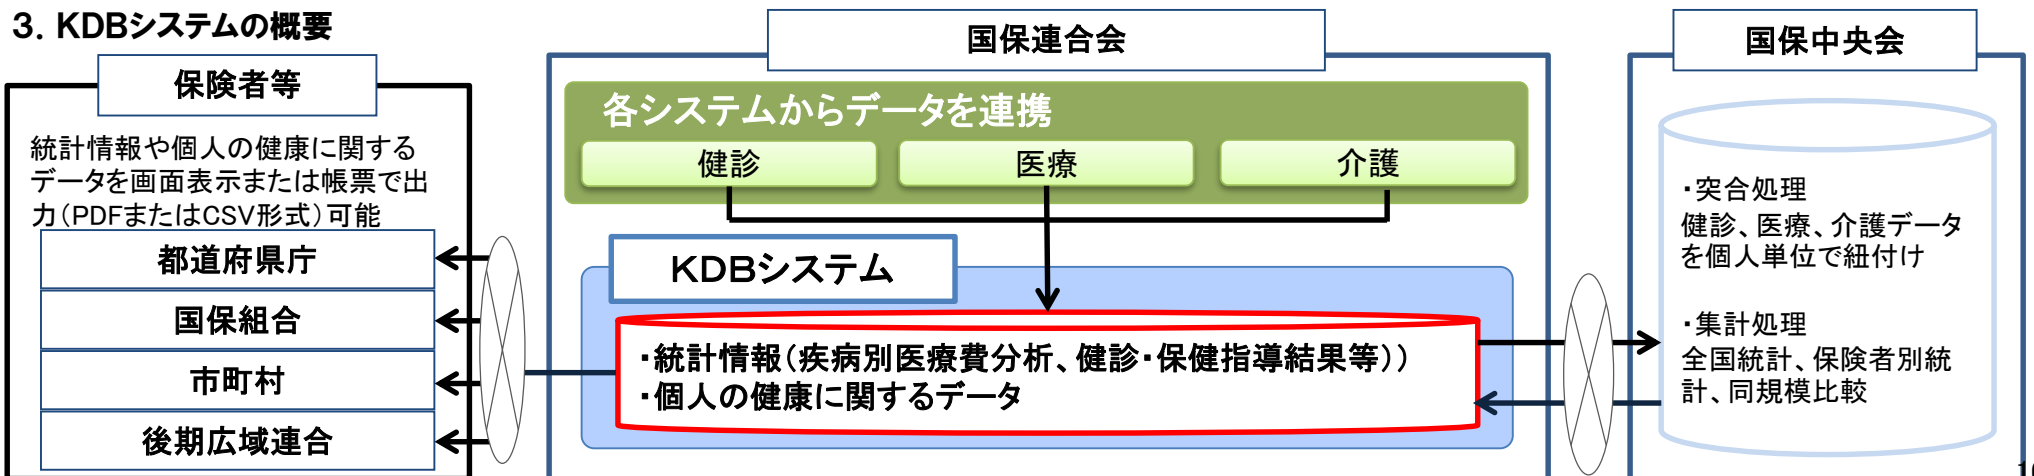 ３．KDBシステムの概要
保険者等
統計情報や個人の健康に関する
データを画面表示または帳票で出
力（PDFまたはCSV形式）可能
都道府県庁
国保組合
市町村
後期広域連合
国保連合会
各システムからデータを連携
健診
医療
介護
KDBシステム
・統計情報（疾病別医療費分析、健診・保健指導結果等））
・個人の健康に関するデータ
国保中央会
・突合処理
健診、医療、介護データ
を個人単位で紐付け
・集計処理
全国統計、保険者別統
計、同規模比較